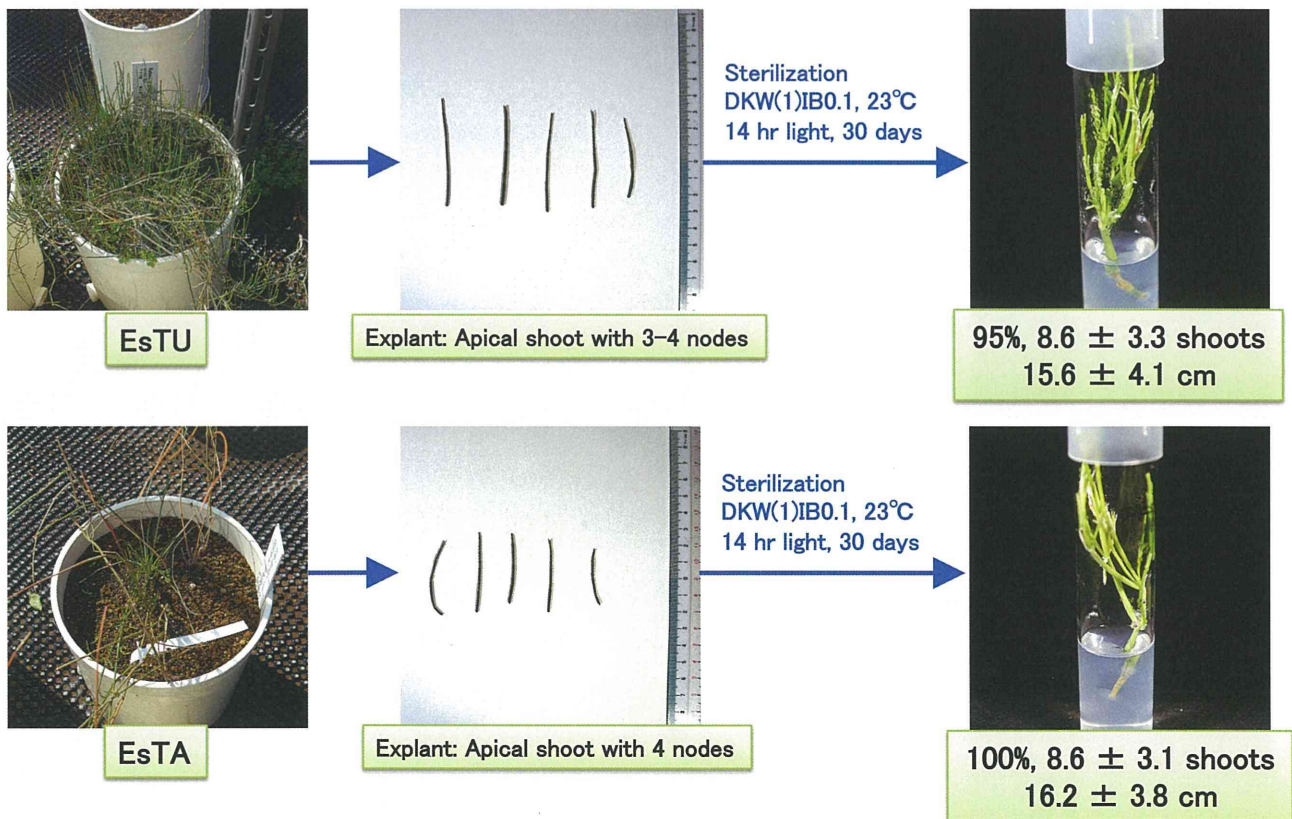 Sterilization
DKW(1)IB0.1, 23°C
14 hr light, 30 days
EsTU
Explant: Apical shoot with 3-4 nodes
95%, 8.6 ± 3.3 shoots
15.6 ± 4.1 cm
Sterilization
DKW(1)IB0.1, 23°C
14 hr light, 30 days
EsTA
Explant: Apical shoot with 4 nodes
100%, 8.6 ± 3.1 shoots
16.2 ± 3.8 cm